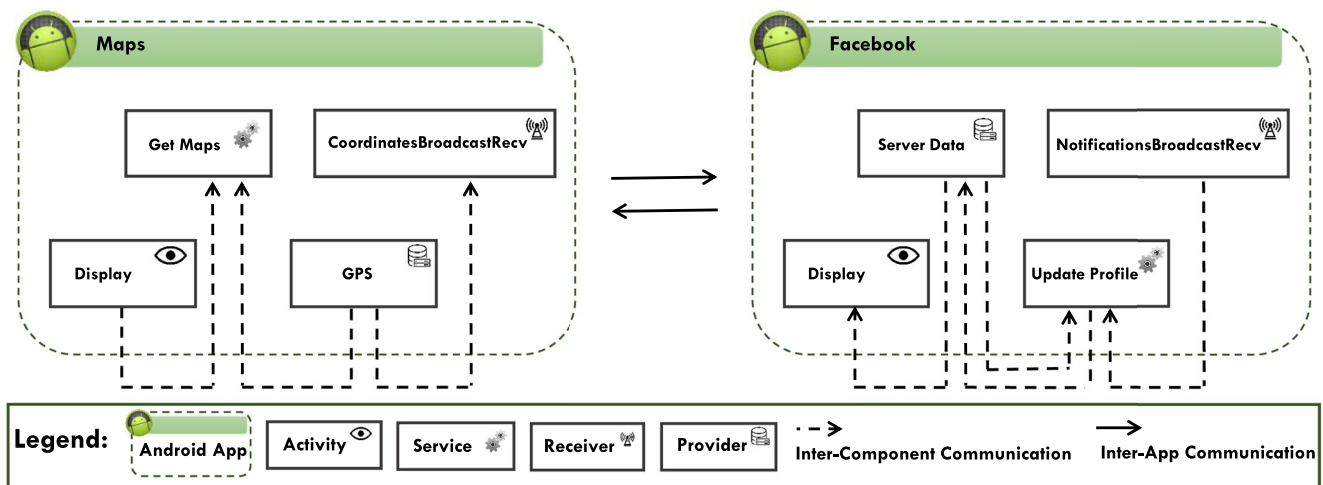 Maps
Facebook
Get Maps
CoordinatesBroadcastRecv
Server Data
NotificationsBroadcastRecv
Display
GPS
Display
Update Profile
Legend:
Android App
Activity
Service
Receiver
Provider
Inter-Component Communication
Inter-App Communication